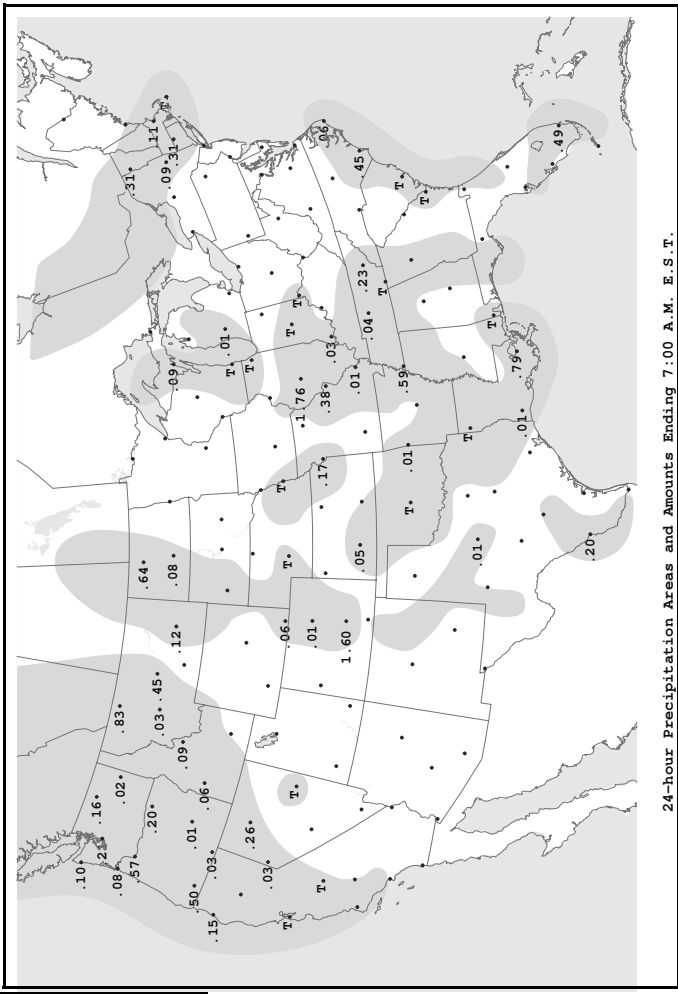 .10
.16
2
.08
.02
.83
.57
.64
.31
.20
.03
.45
.11
T
.08
.09
.09
.31
.12
.09
.01
.50
.06
.15
.03
.01
T
T
.26
.03
T
.06
T
T
T
T
T
1.76
.01
T
.17
.38
.03
1.60
.01
.05
.45
.23
.04
T
T
.59
.01
T
T
T
.01
T
.79
.01
.49
.20
24-hour Precipitation Areas and Amounts Ending 7:00 A.M. E.S.T.